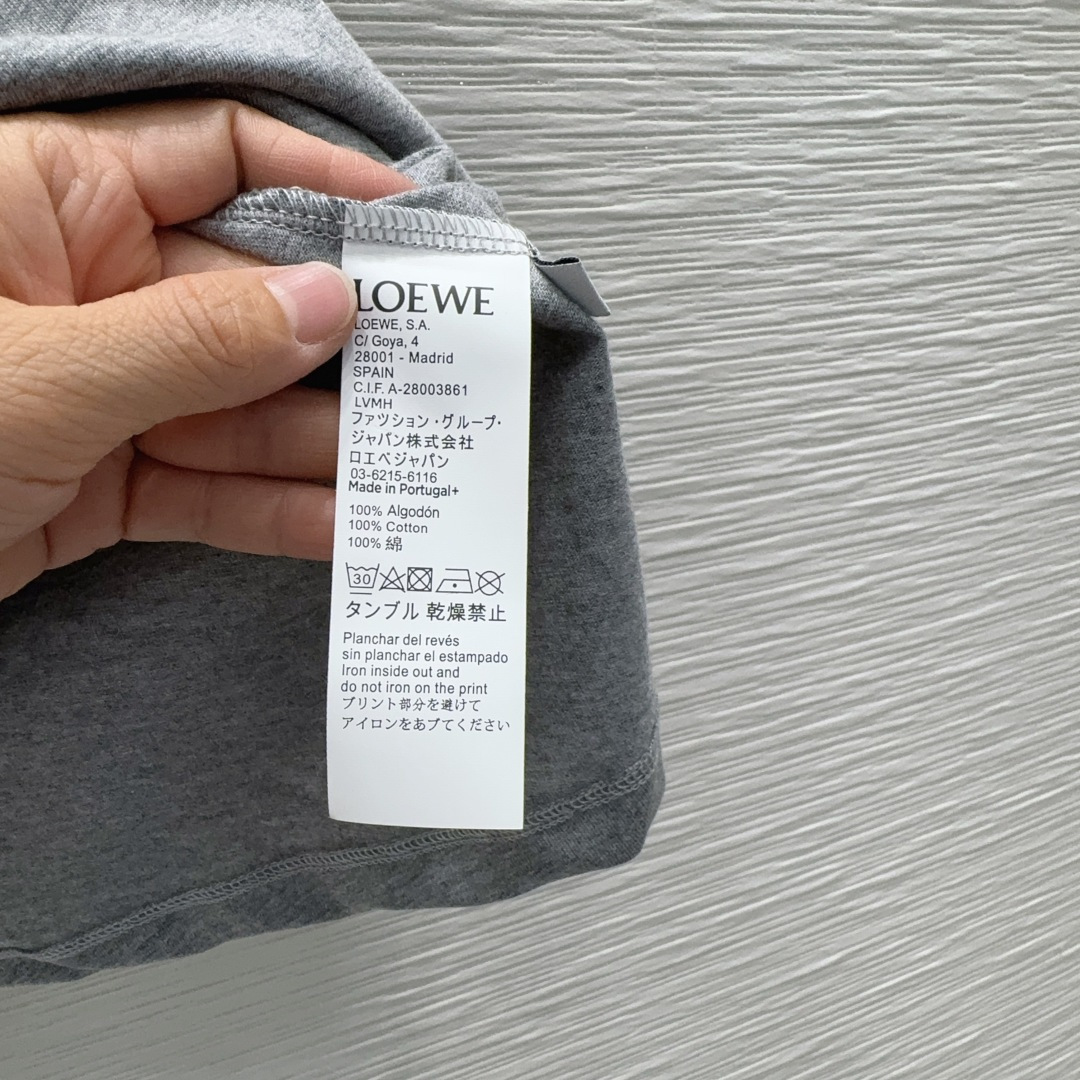 LOEWE
LOEWE, S.A.
C/ Goya, 4
28001 - Madrid
SPAIN
C.I.F. A-28003861
LVMH
ファツション・グループ・
ジャパン株式会社
ロエベジャパン
03-6215-6116
Made in Portugal+
100% Algodón
100% Cotton
100% 綿
30
タンブル 乾燥禁止
Planchar del revés
sin planchar el estampado
Iron inside out and
do not iron on the print
プリント部分を避けて
アイロンをあブてください